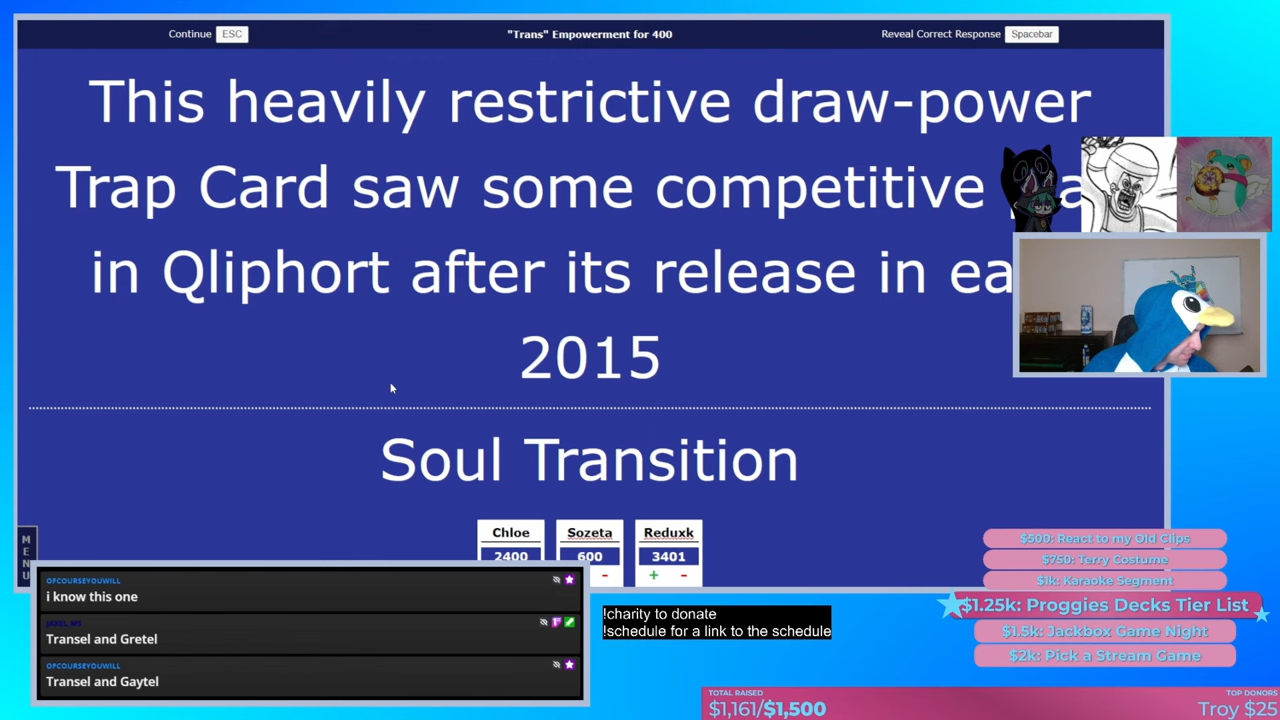 Continue ESC
"Trans" Empowerment for 400
Reveal Correct Response Spacebar
This heavily restrictive draw-power
Trap Card saw some competitive
in Qliphort after its release in ea
2015
Soul Transition
MENU
Chloe Sozeta Reduxk
2400 600 3401
- + -
OFCOURSEYOUWILL
i know this one
Transel and Gretel
OFCOURSEYOUWILL
Transel and Gaytel
!charity to donate
!schedule for a link to the schedule
$500: React to my Old Clips
$750: Terry Costume
$1k: Karaoke Segment
$1.25k: Proggies Decks Tier List
$1.5k: Jackbox Game Night
$2k: Pick a Stream Game
TOTAL RAISED
$1,161/$1,500
TOP DONORS
Troy $25